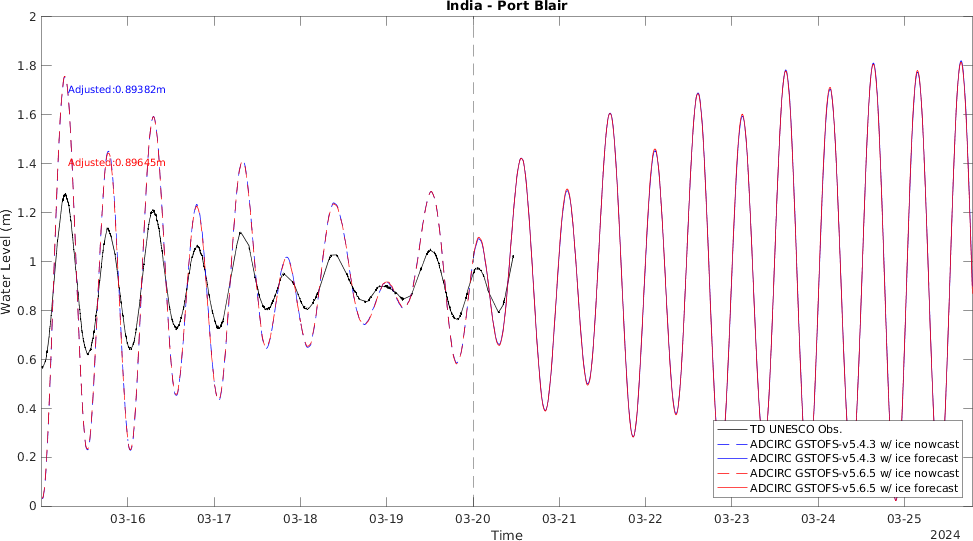 India - Port Blair
Water Level (m)
2
1.8
1.6
1.4
1.2
1
0.8
0.6
0.4
0.2
0
Adjusted:0.89382m
Adjusted:0.89645m
TD UNESCO Obs.
ADCIRC GSTOFS-v5.4.3 w/ ice nowcast
ADCIRC GSTOFS-v5.4.3 w/ ice forecast
ADCIRC GSTOFS-v5.6.5 w/ ice nowcast
ADCIRC GSTOFS-v5.6.5 w/ ice forecast
03-16 03-17 03-18 03-19 03-20 03-21 03-22 03-23 03-24 03-25
Time
2024